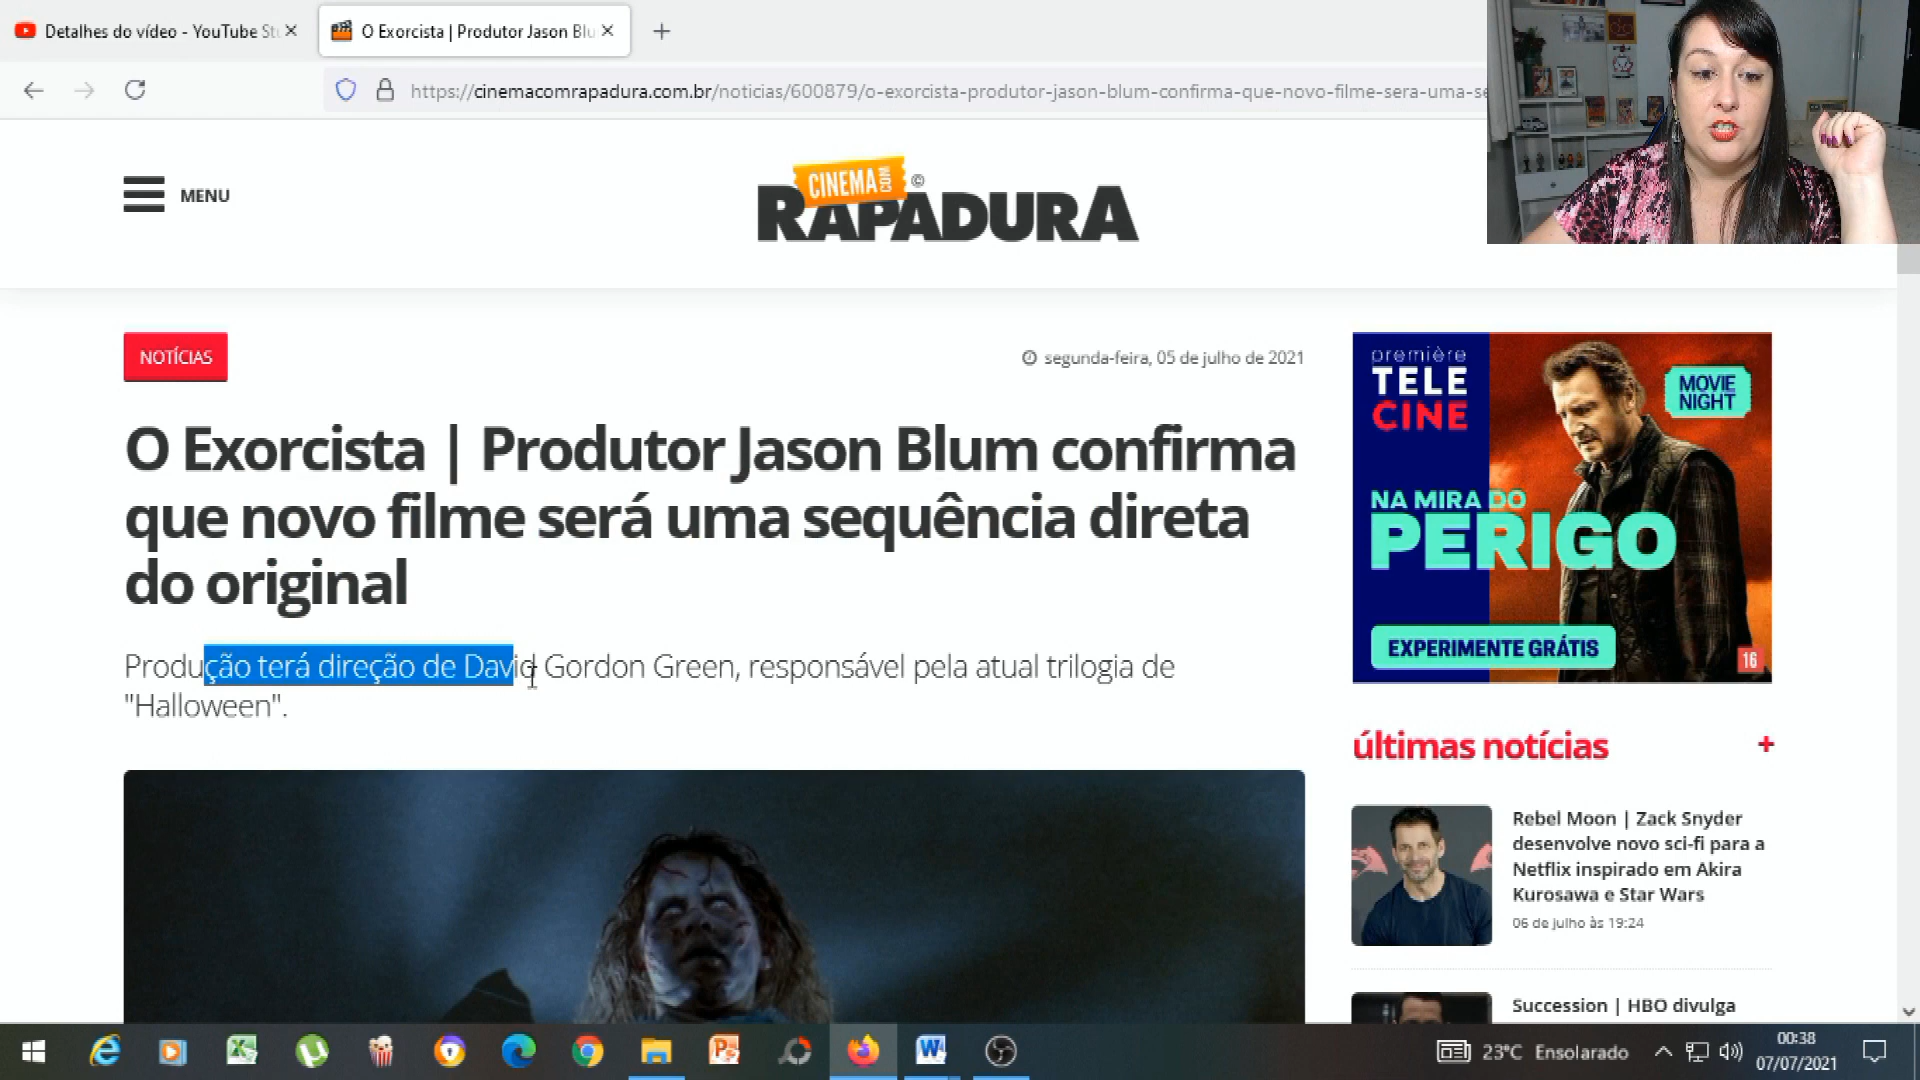 Detalhes do vídeo - YouTube St
O Exorcista | Produtor Jason Blu
https://cinemacomrapadura.com.br/noticias/600879/o-exorcista-produtor-jason-blum-confirma-que-novo-filme-sera-uma-se
MENU
CINEMA COM
RAPADURA
©
NOTÍCIAS
segunda-feira, 05 de julho de 2021
O Exorcista | Produtor Jason Blum confirma
que novo filme será uma sequência direta
do original
Produção terá direção de David Gordon Green, responsável pela atual trilogia de
"Halloween".
première
TELE
CINE
MOVIE
NIGHT
NA MIRA DO
PERIGO
EXPERIMENTE GRÁTIS
16
últimas notícias
+
Rebel Moon | Zack Snyder
desenvolve novo sci-fi para a
Netflix inspirado em Akira
Kurosawa e Star Wars
06 de julho às 19:24
Succession | HBO divulga
23°C Ensolarado
00:38
07/07/2021